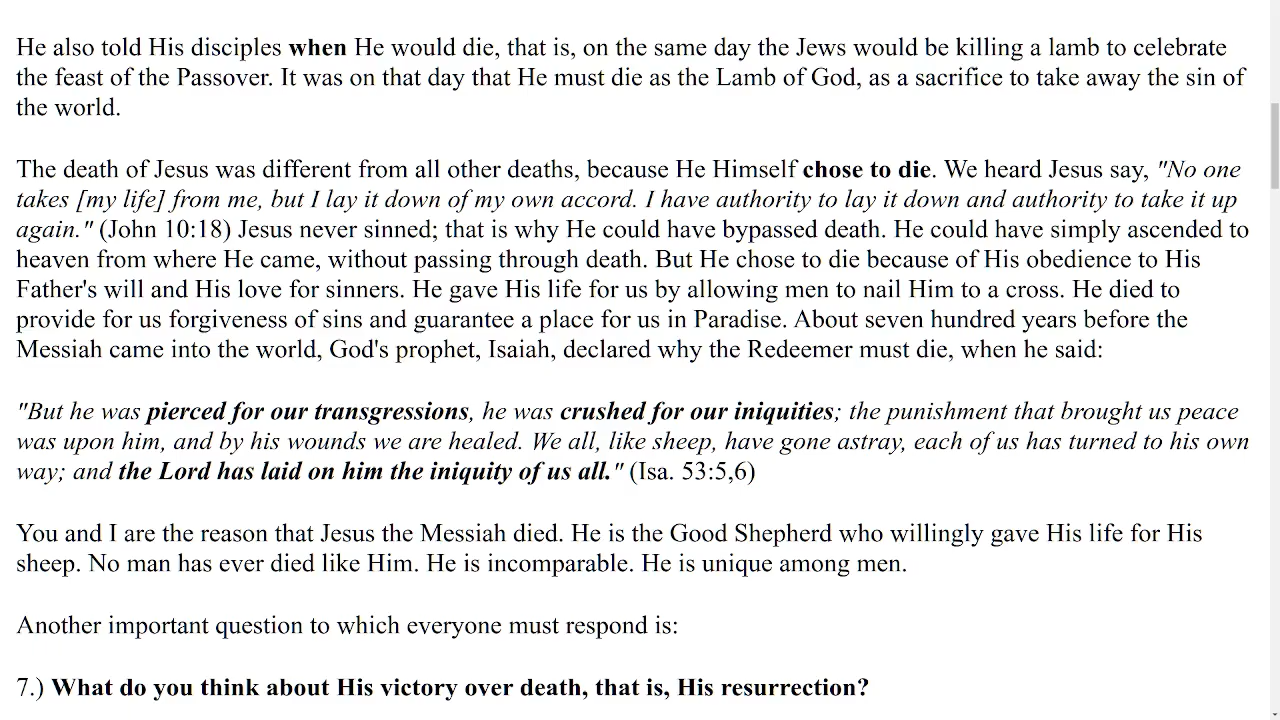 He also told His disciples when He would die, that is, on the same day the Jews would be killing a lamb to celebrate
the feast of the Passover. It was on that day that He must die as the Lamb of God, as a sacrifice to take away the sin of
the world.
The death of Jesus was different from all other deaths, because He Himself chose to die. We heard Jesus say, "No one
takes [my life] from me, but I lay it down of my own accord. I have authority to lay it down and authority to take it up
again." (John 10:18) Jesus never sinned; that is why He could have bypassed death. He could have simply ascended to
heaven from where He came, without passing through death. But He chose to die because of His obedience to His
Father's will and His love for sinners. He gave His life for us by allowing men to nail Him to a cross. He died to
provide for us forgiveness of sins and guarantee a place for us in Paradise. About seven hundred years before the
Messiah came into the world, God's prophet, Isaiah, declared why the Redeemer must die, when he said:
"But he was pierced for our transgressions, he was crushed for our iniquities; the punishment that brought us peace
was upon him, and by his wounds we are healed. We all, like sheep, have gone astray, each of us has turned to his own
way; and the Lord has laid on him the iniquity of us all." (Isa. 53:5,6)
You and I are the reason that Jesus the Messiah died. He is the Good Shepherd who willingly gave His life for His
sheep. No man has ever died like Him. He is incomparable. He is unique among men.
Another important question to which everyone must respond is:
7.) What do you think about His victory over death, that is, His resurrection?